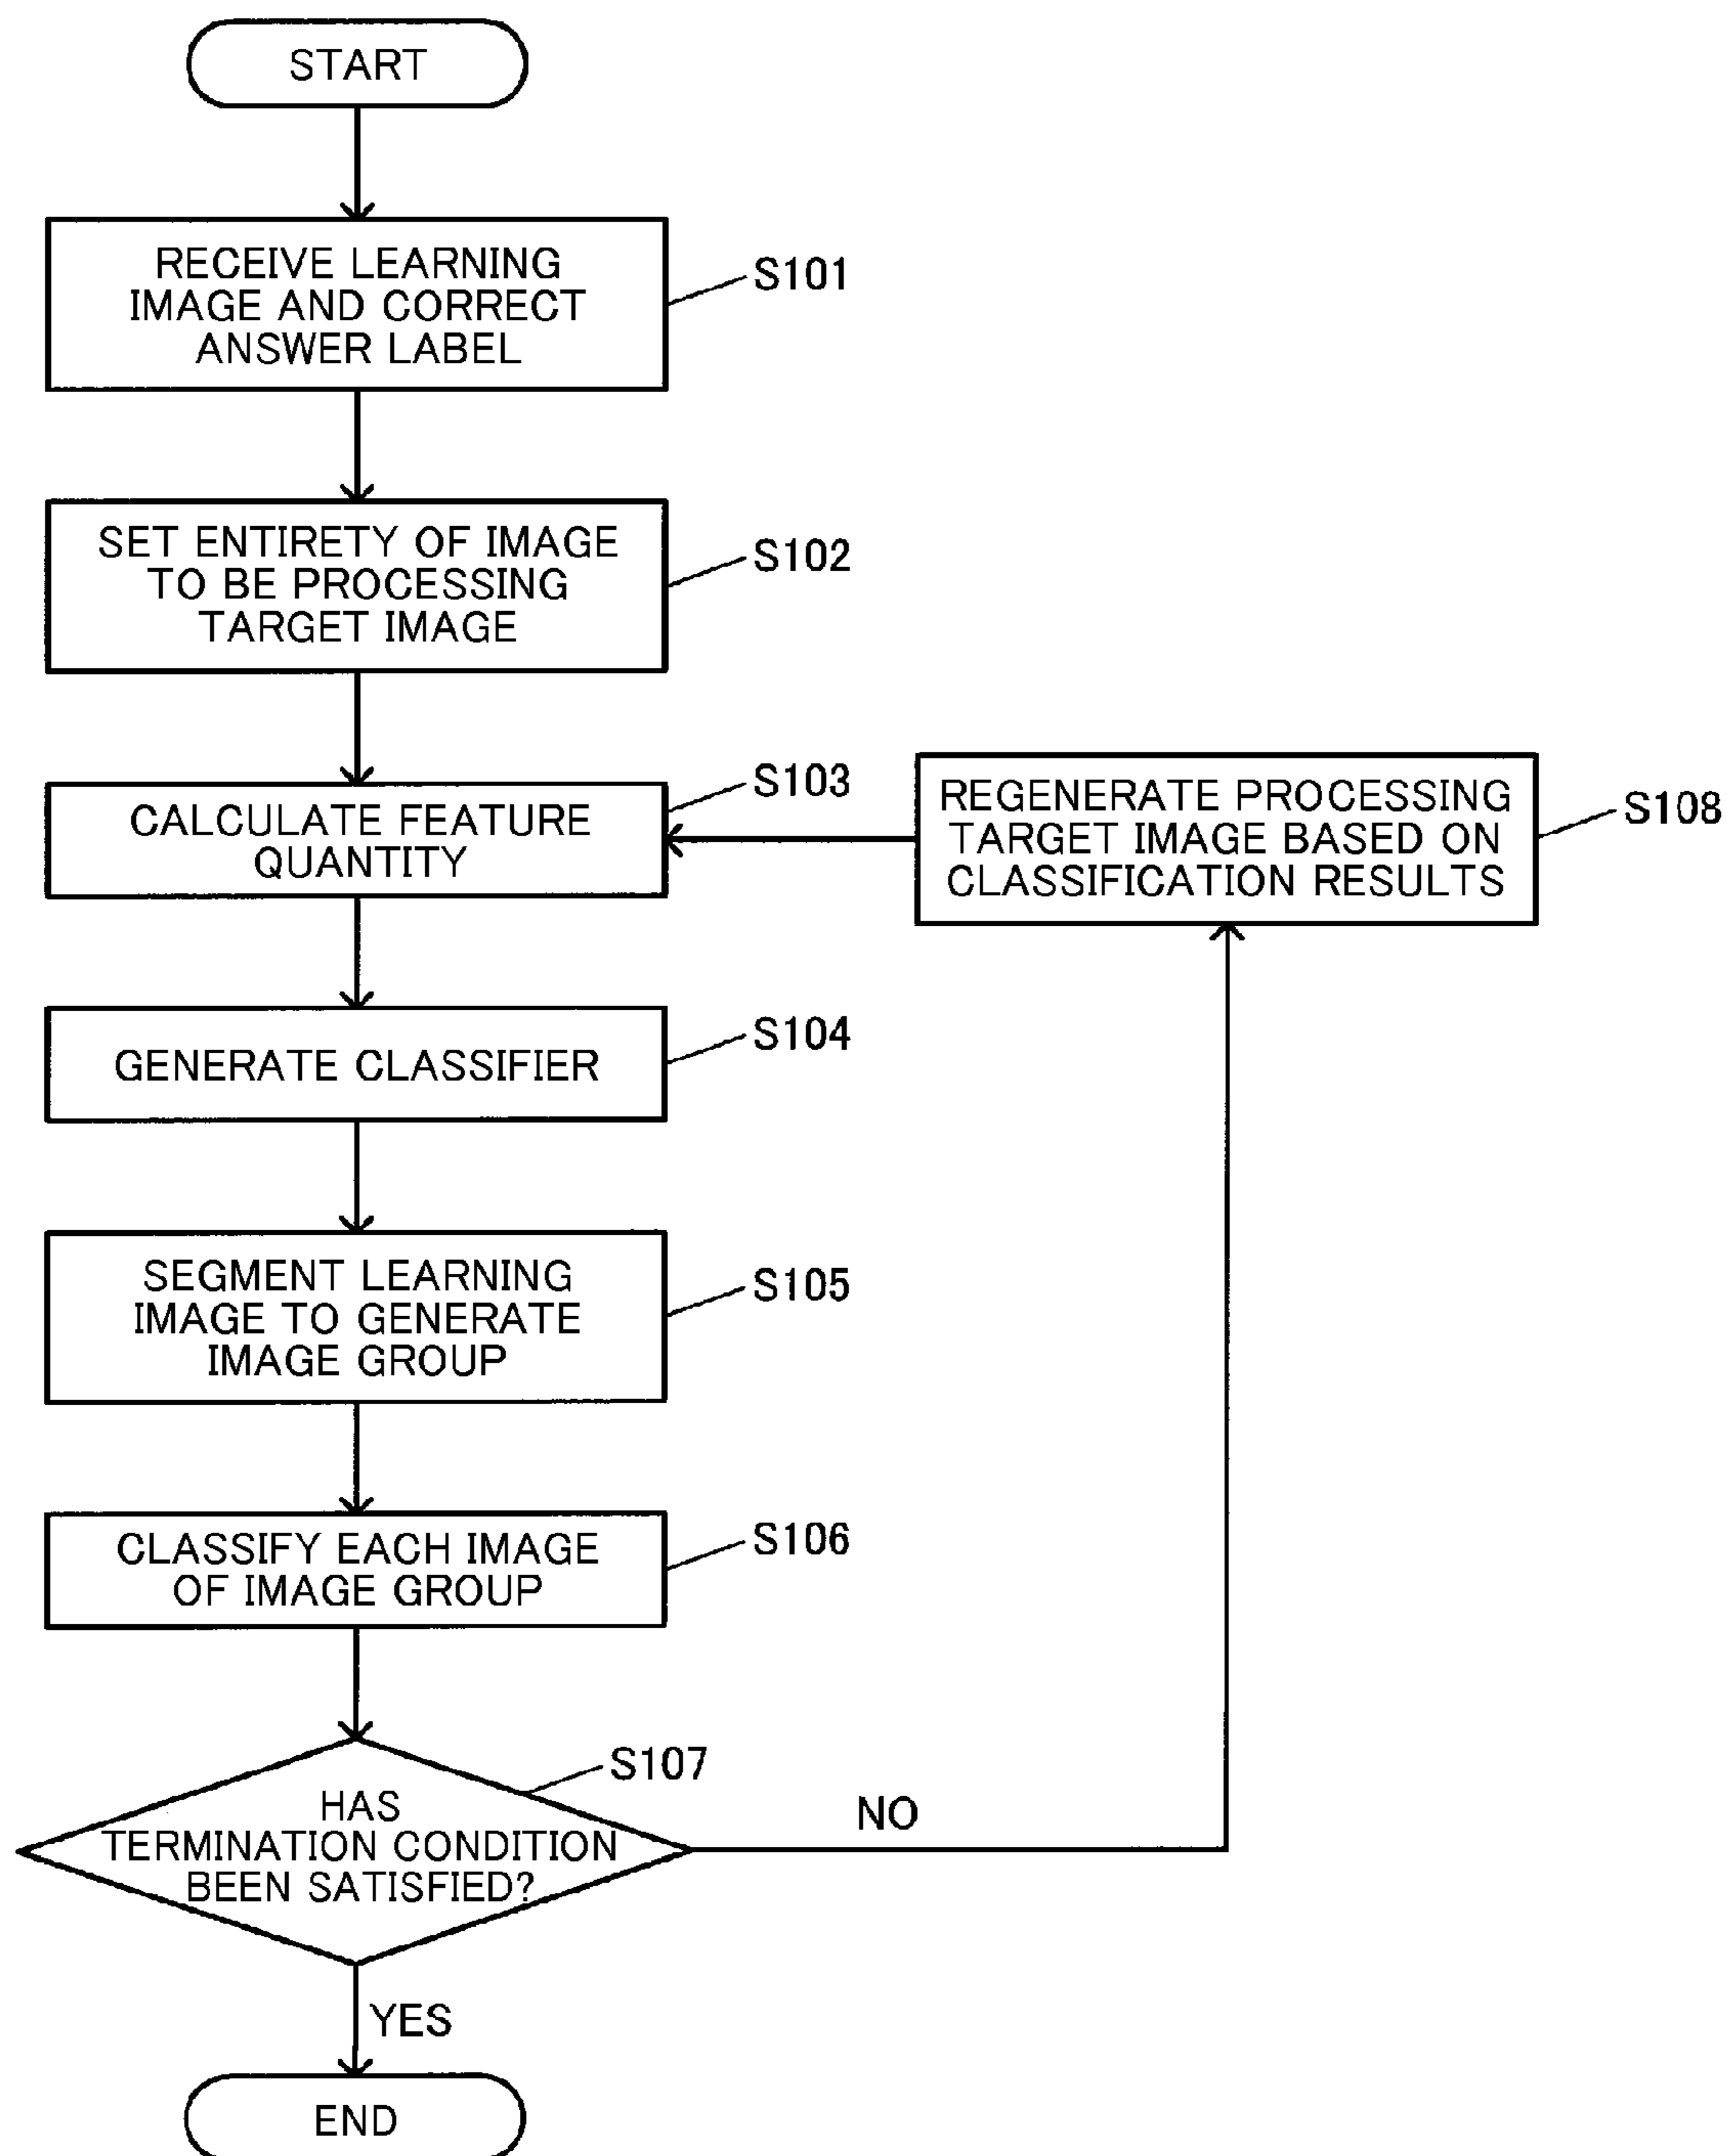 START
RECEIVE LEARNING
IMAGE AND CORRECT
ANSWER LABEL
S101
SET ENTIRETY OF IMAGE
TO BE PROCESSING
TARGET IMAGE
S102
CALCULATE FEATURE
QUANTITY
S103
REGENERATE PROCESSING
TARGET IMAGE BASED ON
CLASSIFICATION RESULTS
S108
GENERATE CLASSIFIER
S104
SEGMENT LEARNING
IMAGE TO GENERATE
IMAGE GROUP
S105
CLASSIFY EACH IMAGE
OF IMAGE GROUP
S106
HAS
TERMINATION CONDITION
BEEN SATISFIED?
S107
NO
YES
END